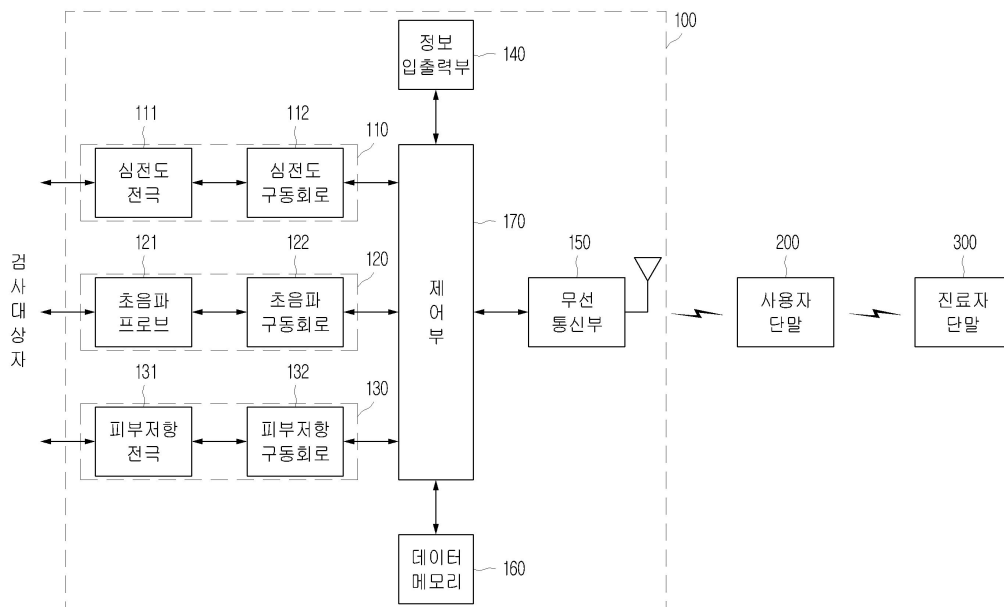 100
정보
입출력부
140
111
112
110
심전도
전극
심전도
구동회로
170
121
122
120
150
200
300
검사대상자
초음파
프로브
초음파
구동회로
제어부
무선
통신부
사용자
단말
진료자
단말
131
132
130
피부저항
전극
피부저항
구동회로
데이터
메모리
160